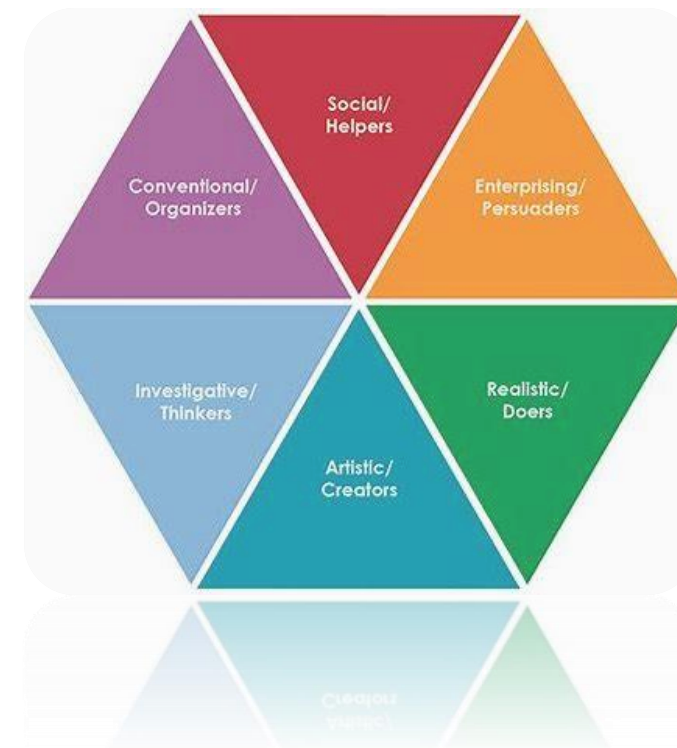 Social/
Helpers
Conventional/
Organizers
Enterprising/
Persuaders
Investigative/
Thinkers
Realistic/
Doers
Artistic/
Creators